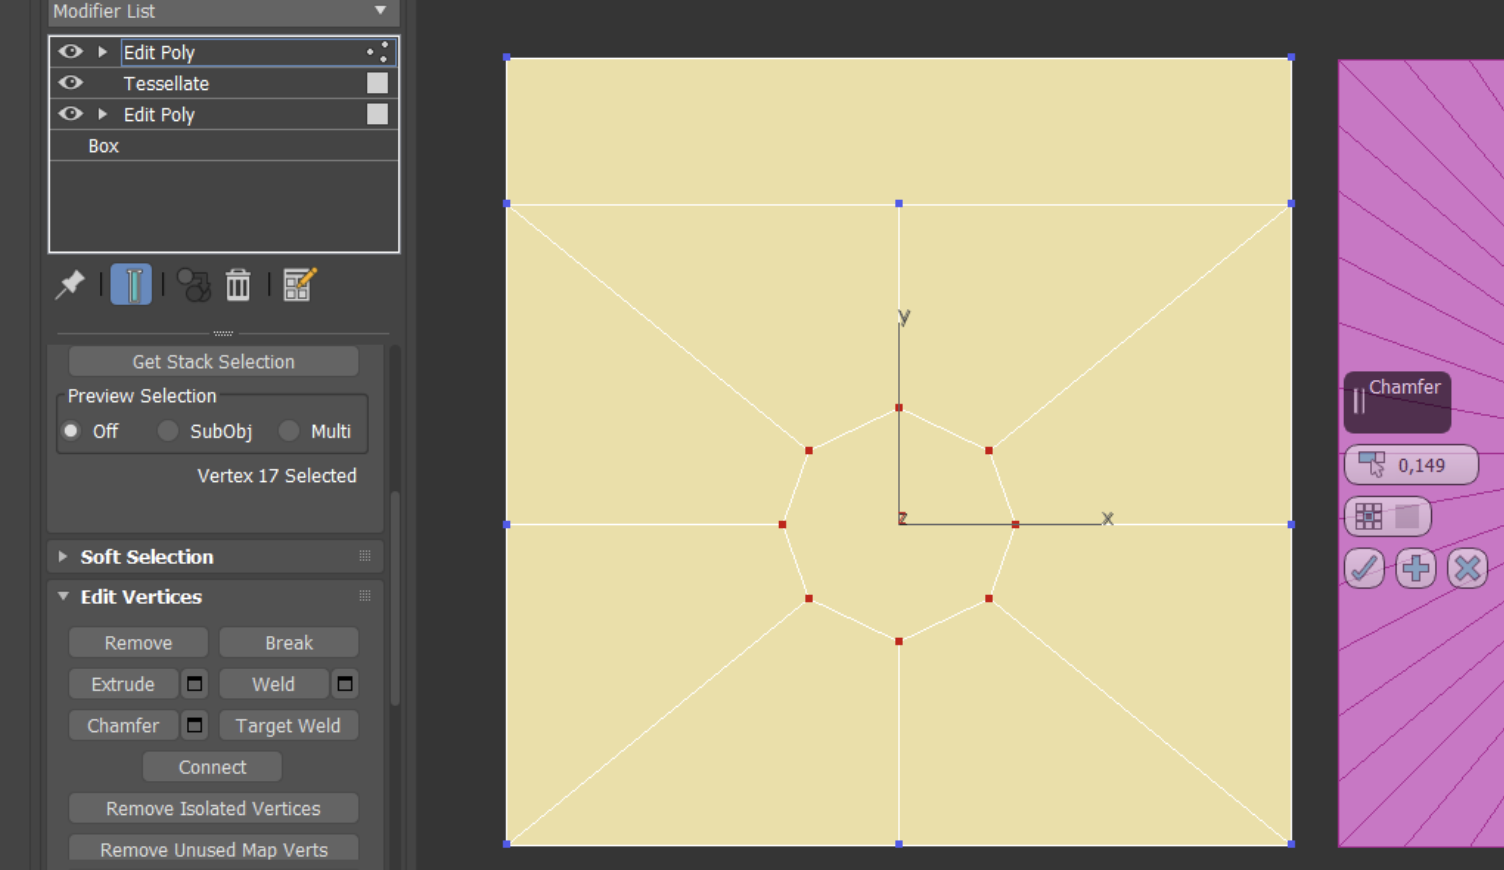 Modifier List
Edit Poly
Tessellate
Edit Poly
Box
Get Stack Selection
Preview Selection
Off SubObj Multi
Vertex 17 Selected
Soft Selection
Edit Vertices
Remove Break
Extrude Weld
Chamfer Target Weld
Connect
Remove Isolated Vertices
Remove Unused Map Verts
y
z x
Chamfer
0,149